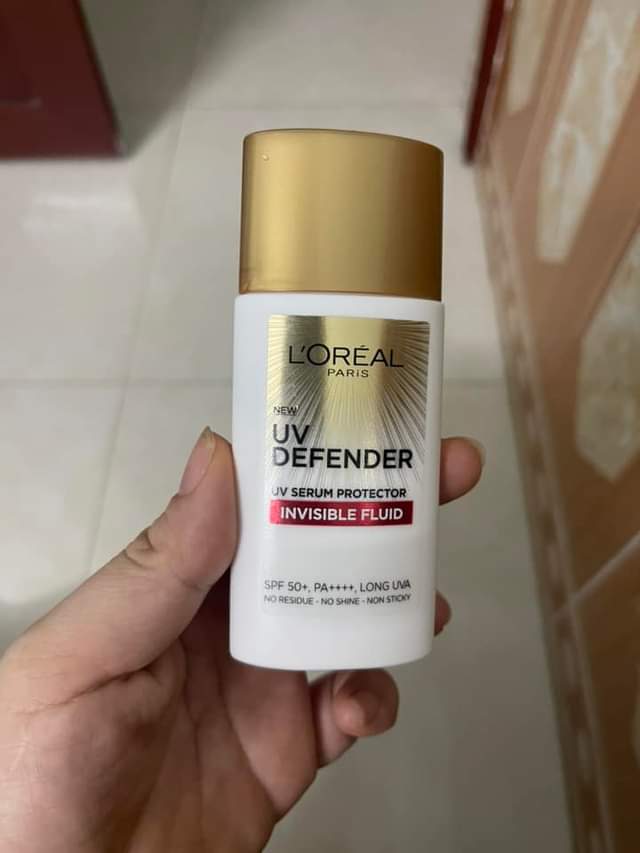 L'ORÉAL
PARiS
NEW
UV
DEFENDER
UV SERUM PROTECTOR
INVISIBLE FLUID
SPF 50+, PA++++, LONG UVA
NO RESIDUE - NO SHINE - NON STICKY